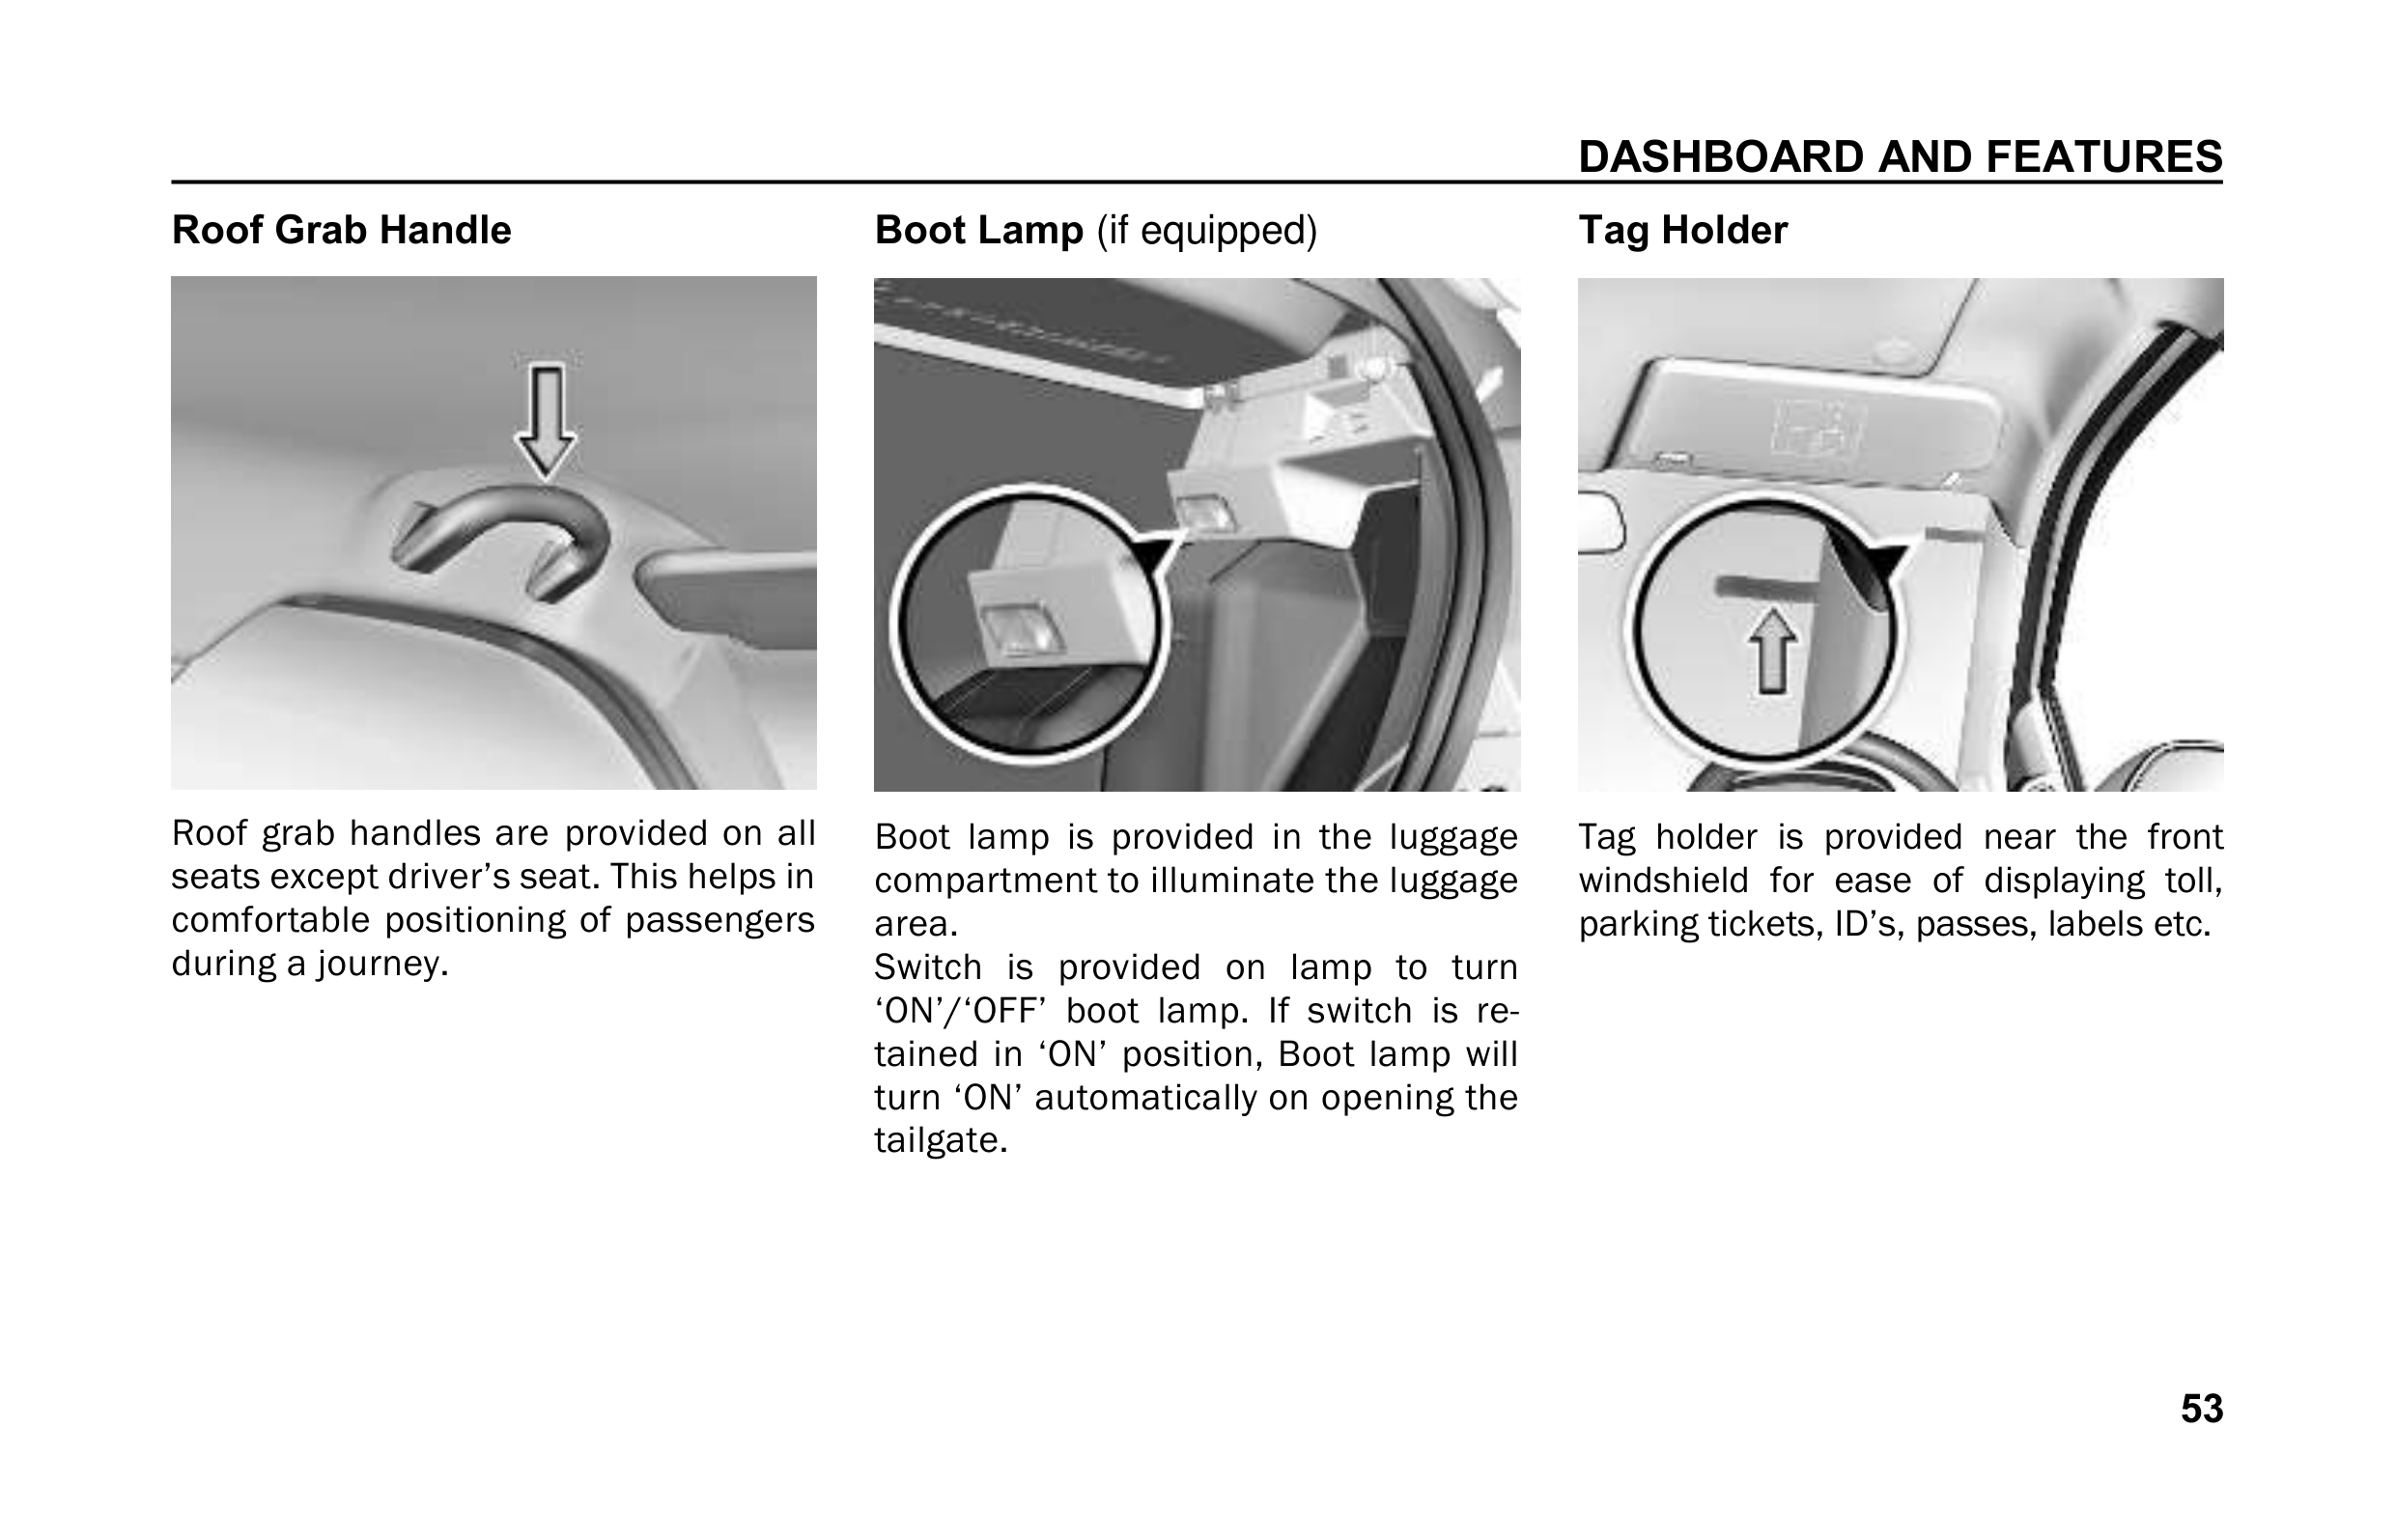 DASHBOARD AND FEATURES
Roof Grab Handle
Roof grab handles are provided on all
seats except driver’s seat. This helps in
comfortable positioning of passengers
during a journey.
Boot Lamp (if equipped)
Boot lamp is provided in the luggage
compartment to illuminate the luggage
area.
Switch is provided on lamp to turn
‘ON’/‘OFF’ boot lamp. If switch is re-
tained in ‘ON’ position, Boot lamp will
turn ‘ON’ automatically on opening the
tailgate.
Tag Holder
Tag holder is provided near the front
windshield for ease of displaying toll,
parking tickets, ID’s, passes, labels etc.
53